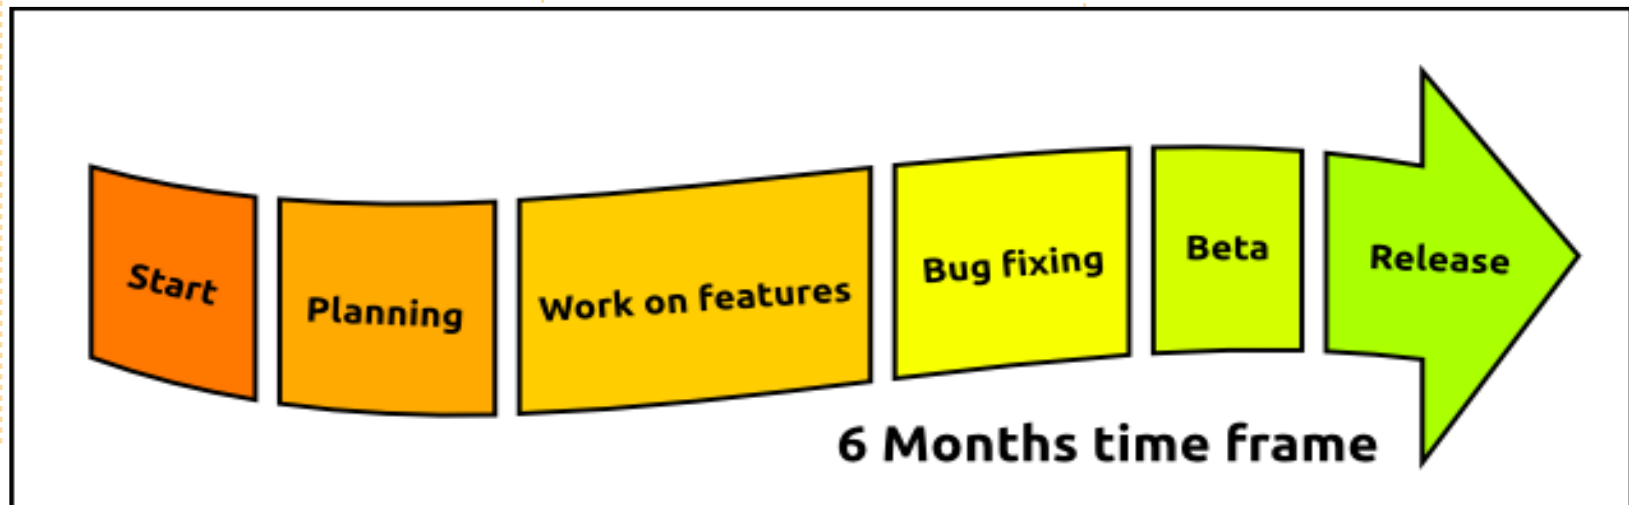 Start
Planning
Work on features
Bug fixing
Beta
Release
6 Months time frame